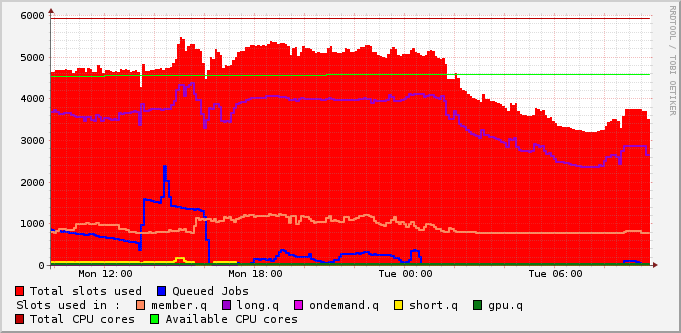 RRDTOOL / TOBI OETIKER
6000
5000
4000
3000
2000
1000
0
Mon 12:00 Mon 18:00 Tue 00:00 Tue 06:00
Total slots used Queued Jobs
Slots used in : member.q long.q ondemand.q short.q gpu.q
Total CPU cores Available CPU cores